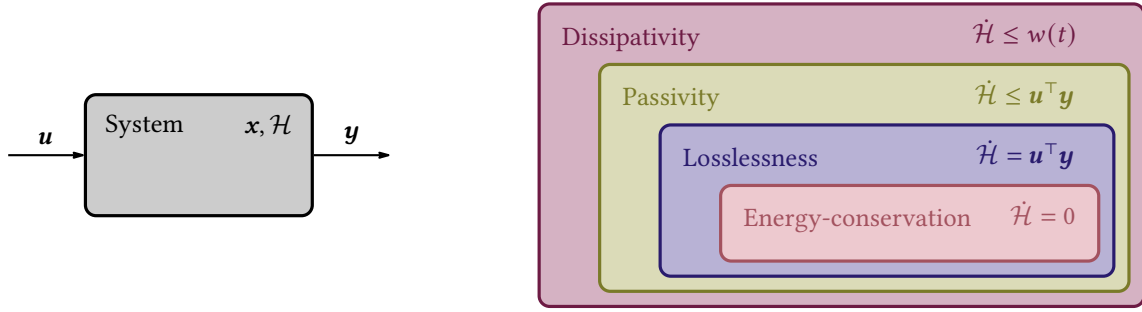 u
System x, ℋ
y
Dissipativity ℋ̇ ≤ w(t)
Passivity ℋ̇ ≤ u⊤y
Losslessness ℋ̇ = u⊤y
Energy-conservation ℋ̇ = 0